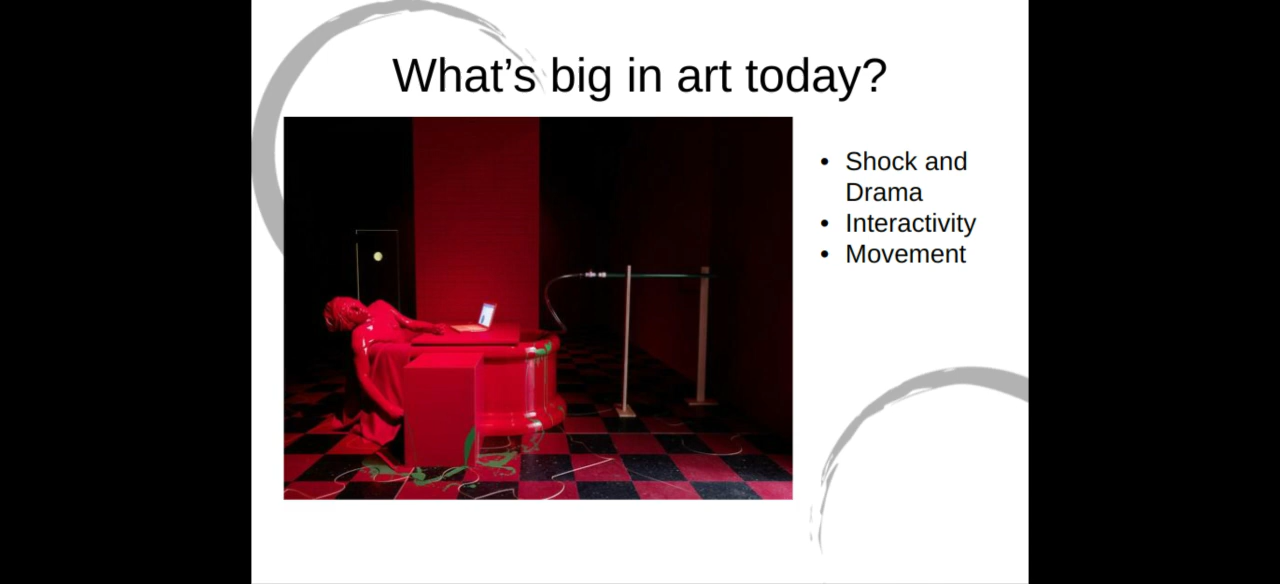 What’s big in art today?
• Shock and
Drama
• Interactivity
• Movement